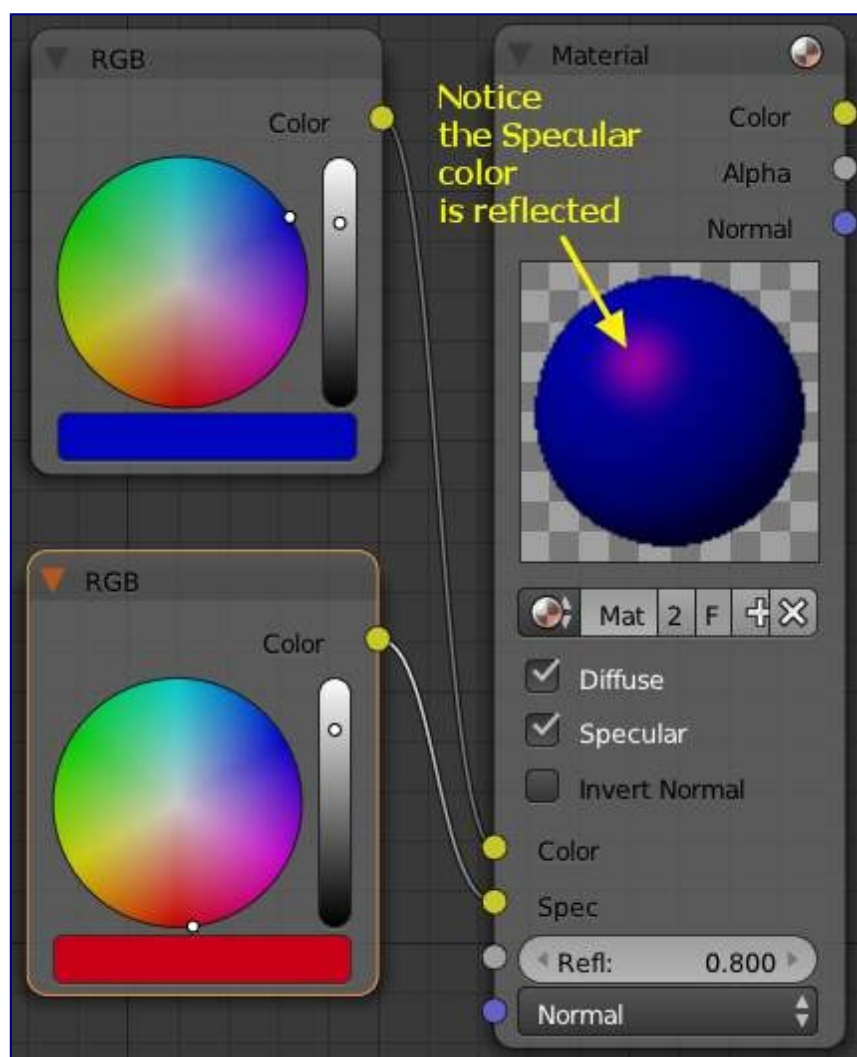 RGB
Color
RGB
Color
Material
Notice
the Specular
color
is reflected
Color
Alpha
Normal
Mat 2 F
Diffuse
Specular
Invert Normal
Color
Spec
Refl: 0.800
Normal